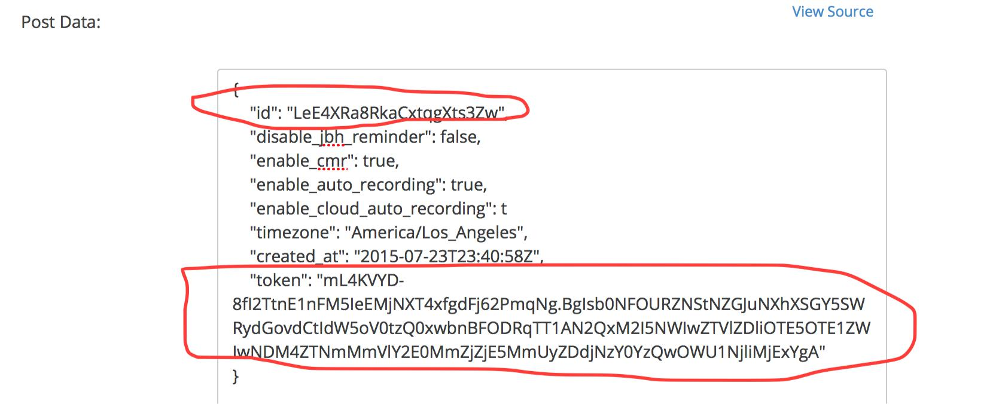 View Source
Post Data:
{
"id": "LeE4XRa8RkaCxtqgXts3Zw",
"disable_jbh_reminder": false,
"enable_cmr": true,
"enable_auto_recording": true,
"enable_cloud_auto_recording": t
"timezone": "America/Los_Angeles",
"created_at": "2015-07-23T23:40:58Z",
"token": "mL4KVYD-
8fI2TtnE1nFM5IeEMjNXT4xfgdFj62PmqNg.BgIsb0NFOURZNStNZGJuNXhXSGY5SW
RydGovdCtIdW5oV0tzQ0xwbnBFODRqTT1AN2QxM2I5NWIwZTVlZDliOTE5OTE1ZW
IwNDM4ZTNmMmVlY2E0MmZjZjE5MmUyZDdjNzY0YzQwOWU1NjliMjExYgA"
}